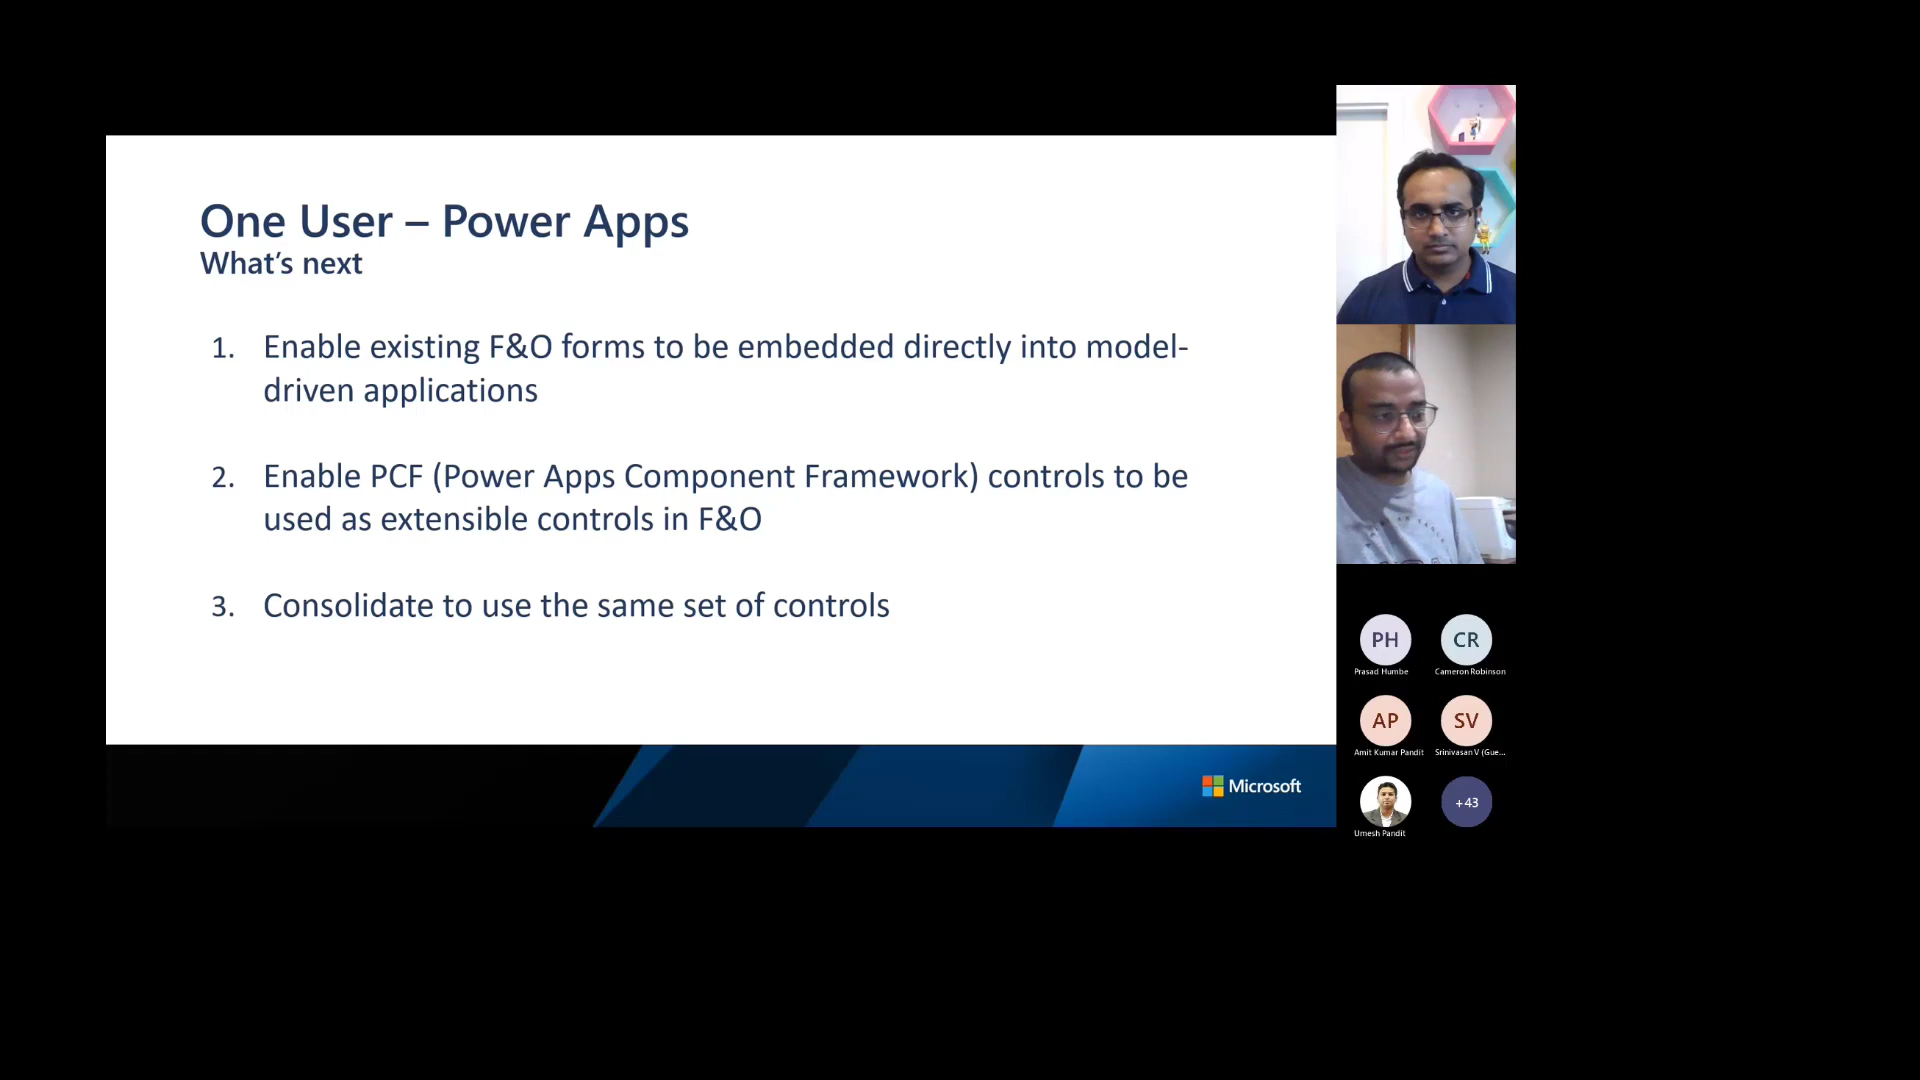 One User – Power Apps
What's next
1. Enable existing F&O forms to be embedded directly into model-
driven applications
2. Enable PCF (Power Apps Component Framework) controls to be
used as extensible controls in F&O
3. Consolidate to use the same set of controls
Microsoft
PH
CR
Prasad Humbe
Cameron Robinson
AP
SV
Amit Kumar Pandit
Srinivasan V (Gue...
+43
Umesh Pandit